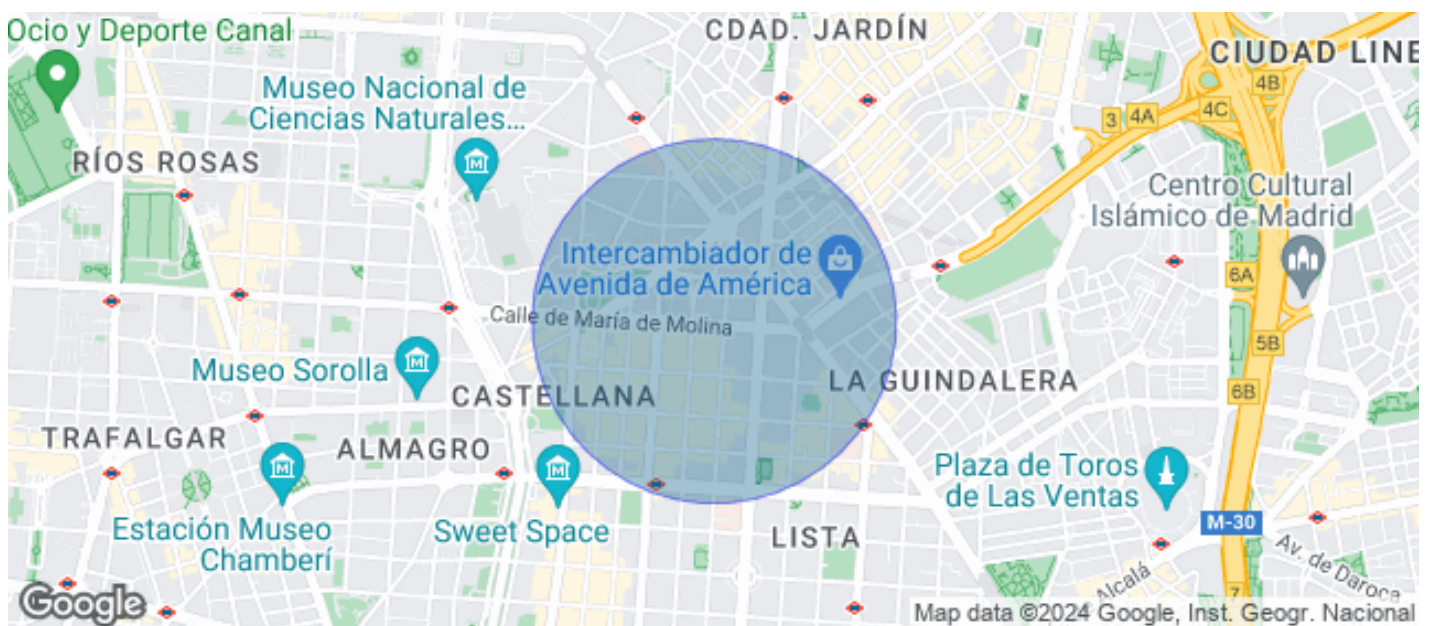 Ocio y Deporte Canal
CDAD. JARDÍN
CIUDAD LINE
Museo Nacional de
Ciencias Naturales...
4B
4C
3
4A
RÍOS ROSAS
Centro Cultural
Islámico de Madrid
Intercambiador de
Avenida de América
6A
Calle de María de Molina
5B
Museo Sorolla
CASTELLANA
LA GUINDALERA
6B
TRAFALGAR
ALMAGRO
Plaza de Toros
de Las Ventas
Estación Museo
Chamberí
Sweet Space
LISTA
M-30
Av. de Daroca
Alcalá
7
Google
Map data ©2024 Google, Inst. Geogr. Nacional